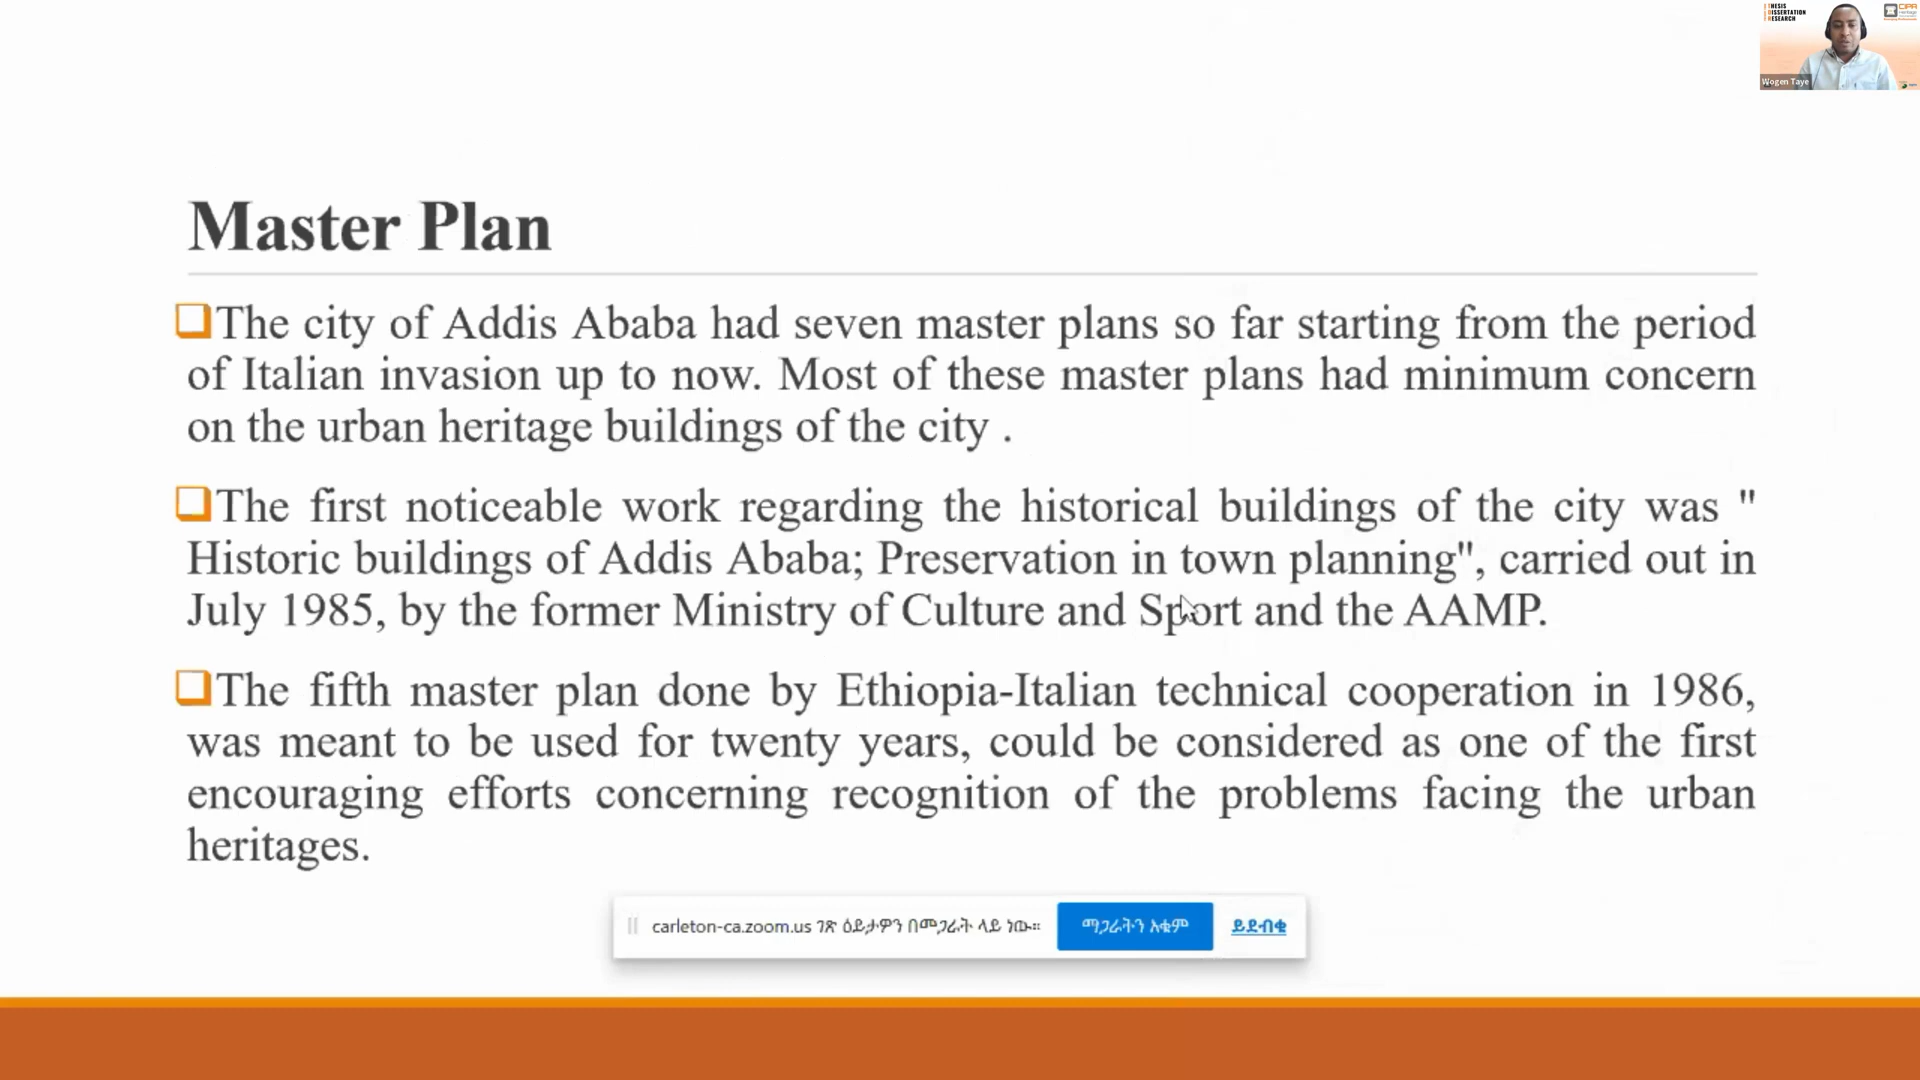 THESIS
DISSERTATION
RESEARCH
CIPA
Wogen Taye
Master Plan
The city of Addis Ababa had seven master plans so far starting from the period
of Italian invasion up to now. Most of these master plans had minimum concern
on the urban heritage buildings of the city .
The first noticeable work regarding the historical buildings of the city was "
Historic buildings of Addis Ababa; Preservation in town planning", carried out in
July 1985, by the former Ministry of Culture and Sport and the AAMP.
The fifth master plan done by Ethiopia-Italian technical cooperation in 1986,
was meant to be used for twenty years, could be considered as one of the first
encouraging efforts concerning recognition of the problems facing the urban
heritages.
carleton-ca.zoom.us ገጽ ዕይታዎን በመጋራት ላይ ነው።
ማጋራትን አቁም
ይደብቁ